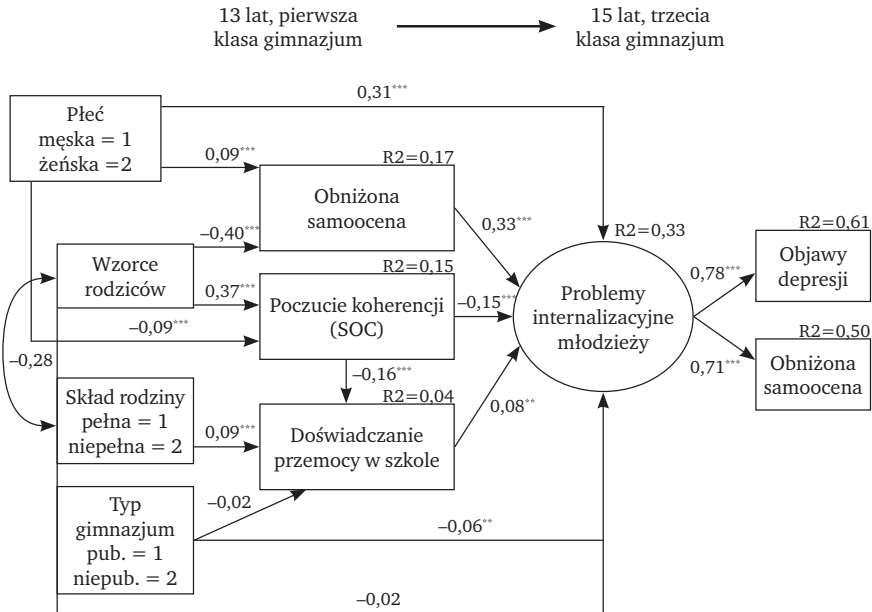 13 lat, pierwsza
klasa gimnazjum
15 lat, trzecia
klasa gimnazjum
0,31***
Płeć
męska = 1
żeńska =2
0,09***
R2=0,17
Obniżona
samoocena
–0,40***
0,33***
R2=0,33
R2=0,61
Objawy
depresji
Wzorce
rodziców
0,37***
R2=0,15
Poczucie koherencji
(SOC)
–0,15***
Problemy
internalizacyjne
młodzieży
0,78***
–0,09***
R2=0,50
Obniżona
samoocena
0,71***
–0,28
–0,16***
R2=0,04
Skład rodziny
pełna = 1
niepełna = 2
0,09***
Doświadczanie
przemocy w szkole
0,08**
Typ
gimnazjum
pub. = 1
niepub. = 2
–0,02
–0,06**
–0,02